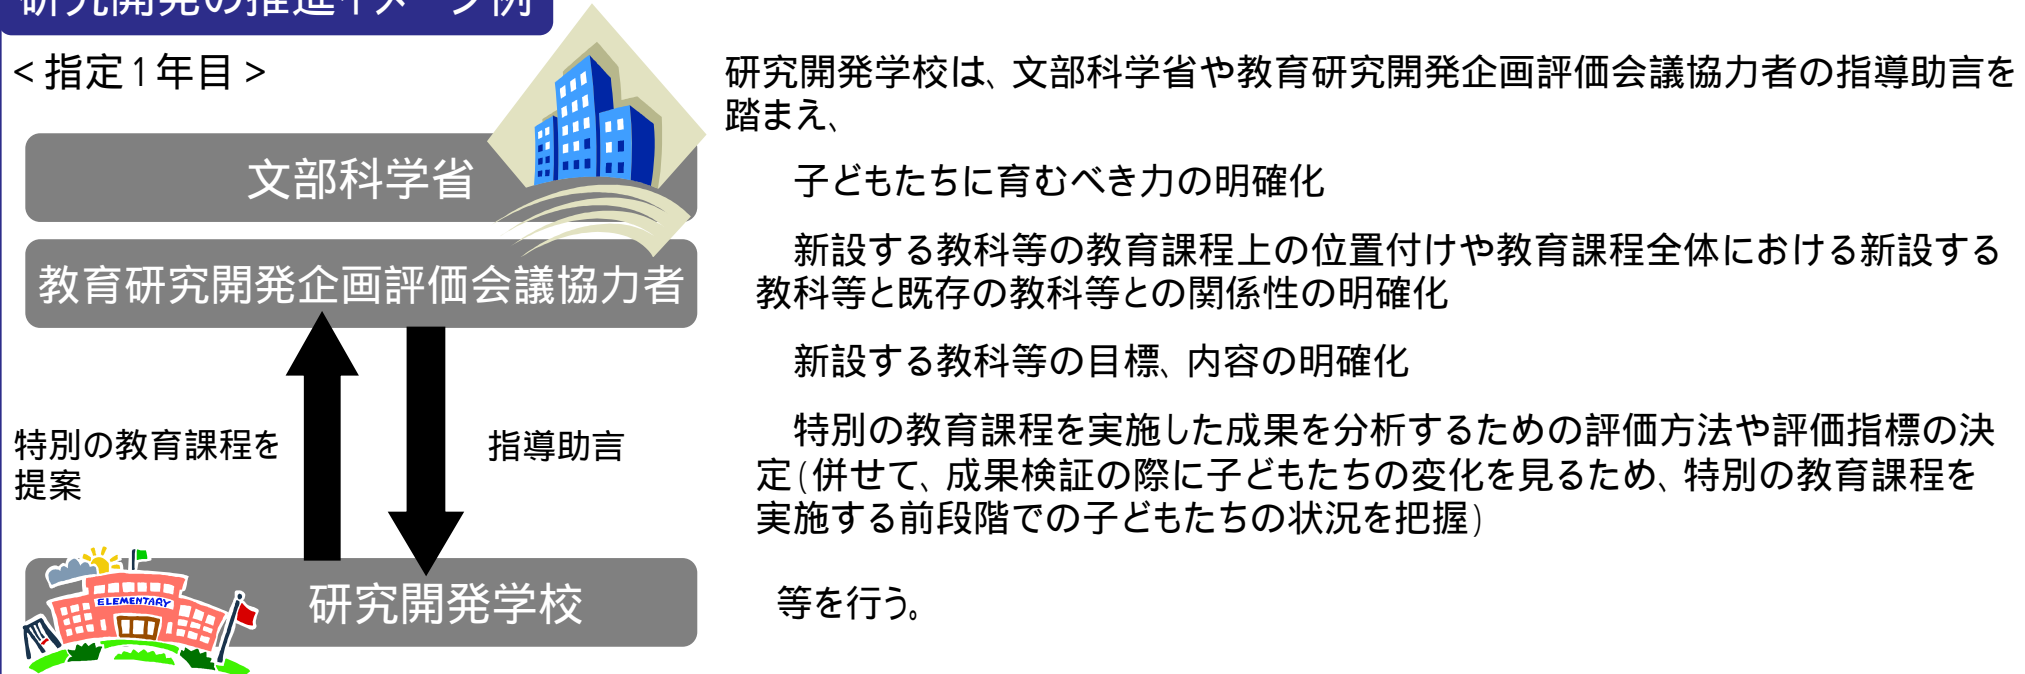 研究開発の推進イメージ例
<指定1年目>
文部科学省
教育研究開発企画評価会議協力者
特別の教育課程を
提案
指導助言
ELEMENTARY
研究開発学校
研究開発学校は、文部科学省や教育研究開発企画評価会議協力者の指導助言を
踏まえ、
子どもたちに育むべき力の明確化
新設する教科等の教育課程上の位置付けや教育課程全体における新設する
教科等と既存の教科等との関係性の明確化
新設する教科等の目標、内容の明確化
特別の教育課程を実施した成果を分析するための評価方法や評価指標の決
定(併せて、成果検証の際に子どもたちの変化を見るため、特別の教育課程を
実施する前段階での子どもたちの状況を把握)
等を行う。